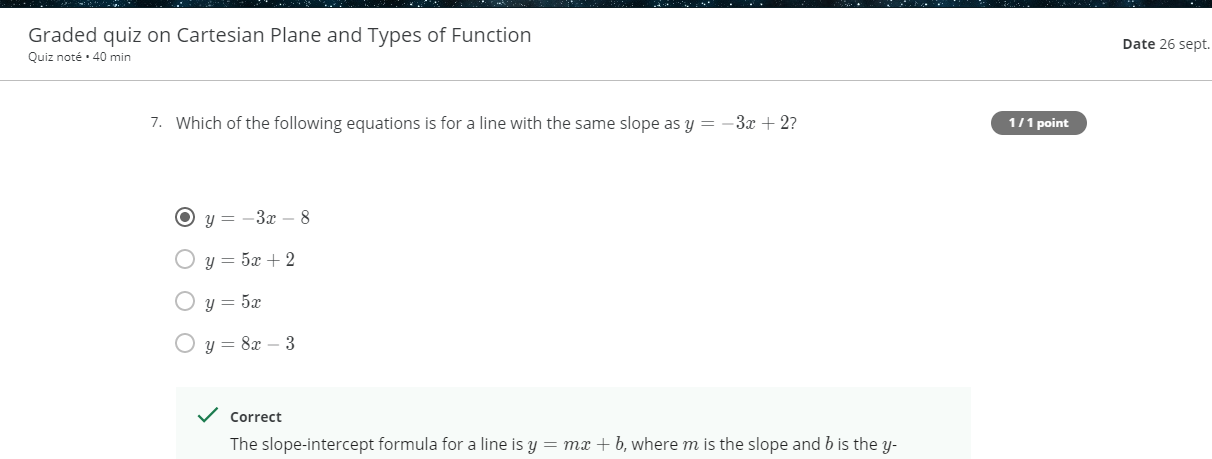 Graded quiz on Cartesian Plane and Types of Function
Quiz noté • 40 min
Date 26 sept.
7. Which of the following equations is for a line with the same slope as y = −3x + 2?
1 / 1 point
y = −3x − 8
y = 5x + 2
y = 5x
y = 8x − 3
Correct
The slope-intercept formula for a line is y = mx + b, where m is the slope and b is the y-